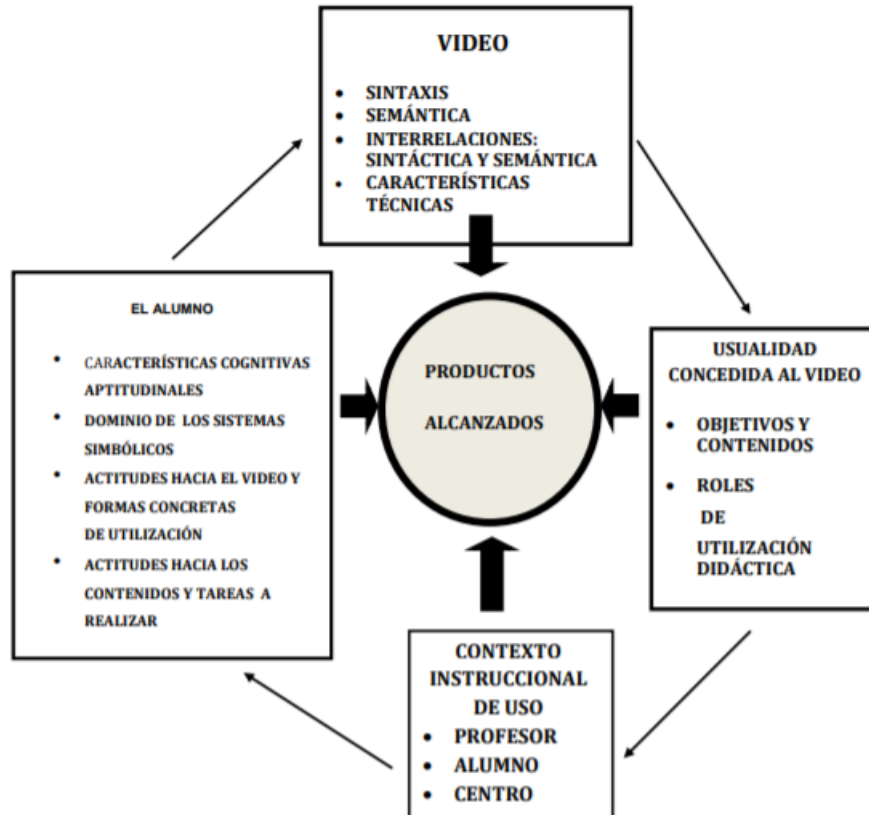 VIDEO
• SINTAXIS
• SEMÁNTICA
• INTERRELACIONES:
SINTÁCTICA Y SEMÁNTICA
• CARACTERÍSTICAS
TÉCNICAS
EL ALUMNO
• CARACTERÍSTICAS COGNITIVAS
APTITUDINALES
• DOMINIO DE LOS SISTEMAS
SIMBÓLICOS
• ACTITUDES HACIA EL VIDEO Y
FORMAS CONCRETAS
DE UTILIZACIÓN
• ACTITUDES HACIA LOS
CONTENIDOS Y TAREAS A
REALIZAR
PRODUCTOS
ALCANZADOS
USUALIDAD
CONCEDIDA AL VIDEO
• OBJETIVOS Y
CONTENIDOS
• ROLES
DE
UTILIZACIÓN
DIDÁCTICA
CONTEXTO
INSTRUCCIONAL
DE USO
• PROFESOR
• ALUMNO
• CENTRO